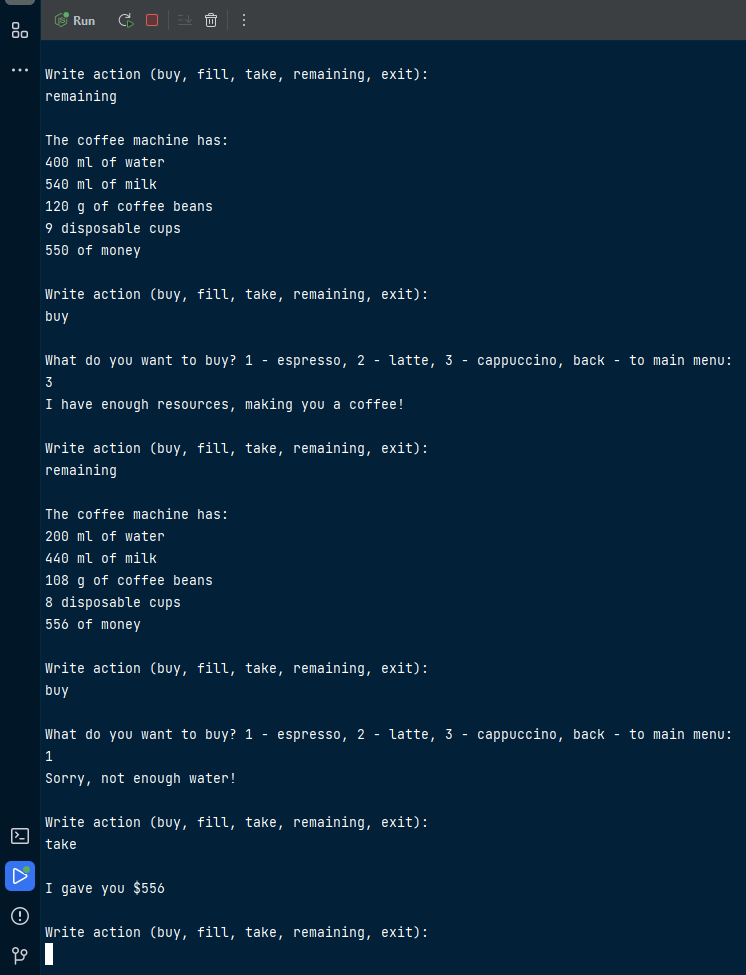 Run
Write action (buy, fill, take, remaining, exit):
remaining
The coffee machine has:
400 ml of water
540 ml of milk
120 g of coffee beans
9 disposable cups
550 of money
Write action (buy, fill, take, remaining, exit):
buy
What do you want to buy? 1 - espresso, 2 - latte, 3 - cappuccino, back - to main menu:
3
I have enough resources, making you a coffee!
Write action (buy, fill, take, remaining, exit):
remaining
The coffee machine has:
200 ml of water
440 ml of milk
108 g of coffee beans
8 disposable cups
556 of money
Write action (buy, fill, take, remaining, exit):
buy
What do you want to buy? 1 - espresso, 2 - latte, 3 - cappuccino, back - to main menu:
1
Sorry, not enough water!
Write action (buy, fill, take, remaining, exit):
take
I gave you $556
Write action (buy, fill, take, remaining, exit):